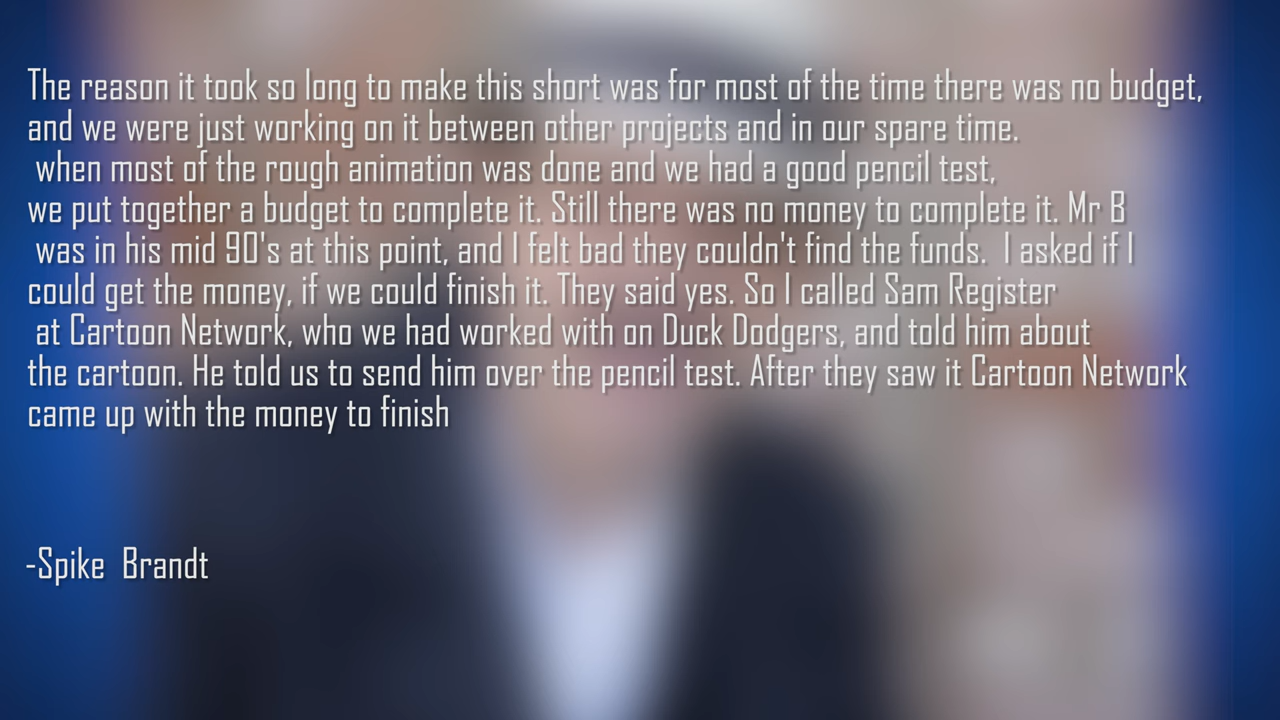 The reason it took so long to make this short was for most of the time there was no budget,
and we were just working on it between other projects and in our spare time.
when most of the rough animation was done and we had a good pencil test,
we put together a budget to complete it. Still there was no money to complete it. Mr B
was in his mid 90's at this point, and I felt bad they couldn't find the funds.  I asked if I
could get the money, if we could finish it. They said yes. So I called Sam Register
at Cartoon Network, who we had worked with on Duck Dodgers, and told him about
the cartoon. He told us to send him over the pencil test. After they saw it Cartoon Network
came up with the money to finish
-Spike  Brandt